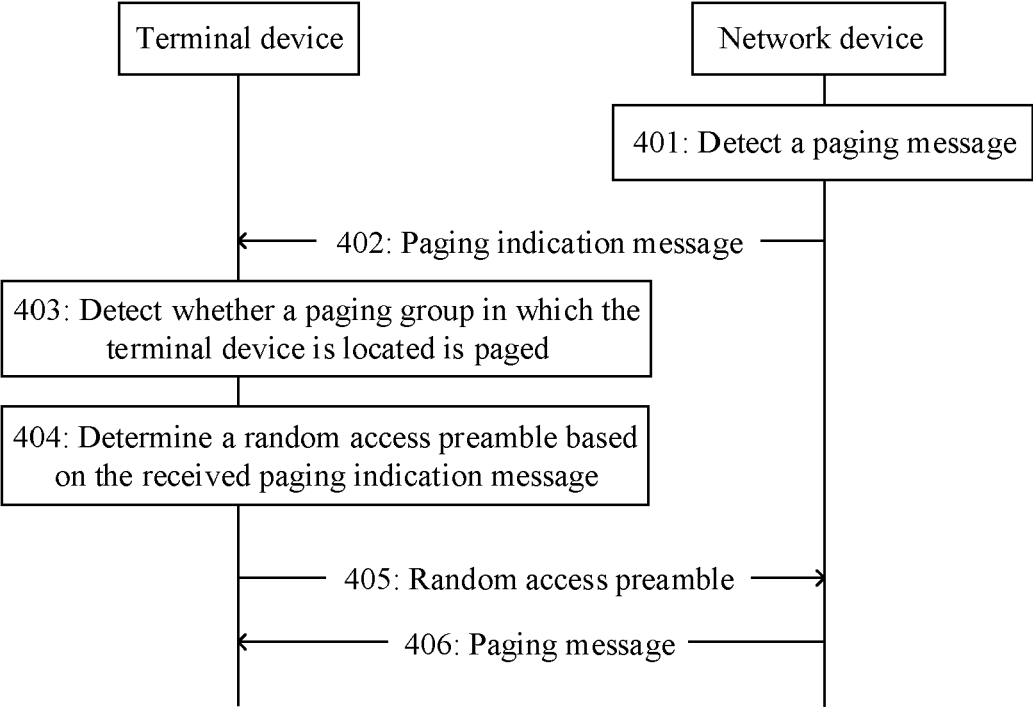 Terminal device
Network device
401: Detect a paging message
402: Paging indication message
403: Detect whether a paging group in which the
terminal device is located is paged
404: Determine a random access preamble based
on the received paging indication message
405: Random access preamble
406: Paging message